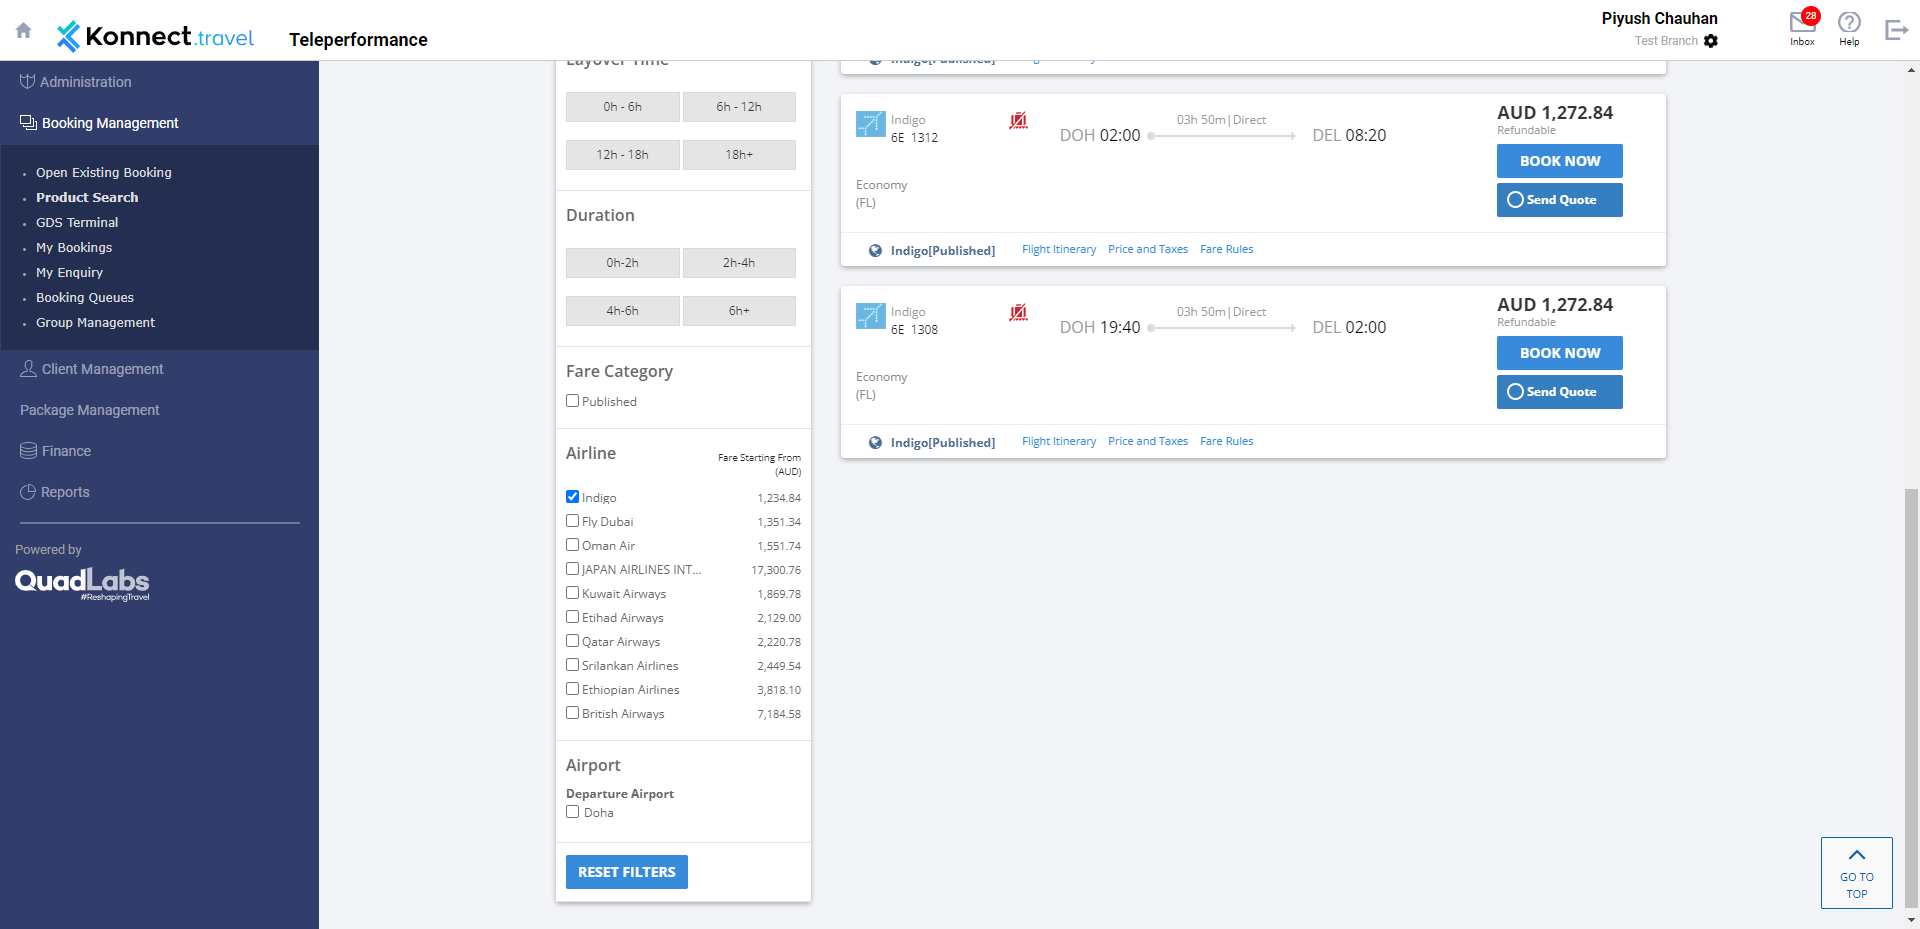 Konnect.travel
Teleperformance
Piyush Chauhan
Test Branch
28
Inbox
Help
Administration
Booking Management
Open Existing Booking
Product Search
GDS Terminal
My Bookings
My Enquiry
Booking Queues
Group Management
Client Management
Package Management
Finance
Reports
Powered by
QuadLabs
#ReshapingTravel
Layover Time
0h - 6h
6h - 12h
12h - 18h
18h+
Duration
0h-2h
2h-4h
4h-6h
6h+
Fare Category
Published
Airline
Fare Starting From
(AUD)
Indigo 1,234.84
Fly Dubai 1,351.34
Oman Air 1,551.74
JAPAN AIRLINES INT... 17,300.76
Kuwait Airways 1,869.78
Etihad Airways 2,129.00
Qatar Airways 2,220.78
Srilankan Airlines 2,449.54
Ethiopian Airlines 3,818.10
British Airways 7,184.58
Airport
Departure Airport
Doha
RESET FILTERS
Indigo[Published]
Indigo
6E 1312
DOH 02:00
03h 50m|Direct
DEL 08:20
AUD 1,272.84
Refundable
BOOK NOW
Send Quote
Economy
(FL)
Indigo[Published] Flight Itinerary Price and Taxes Fare Rules
Indigo
6E 1308
DOH 19:40
03h 50m|Direct
DEL 02:00
AUD 1,272.84
Refundable
BOOK NOW
Send Quote
Economy
(FL)
Indigo[Published] Flight Itinerary Price and Taxes Fare Rules
GO TO
TOP